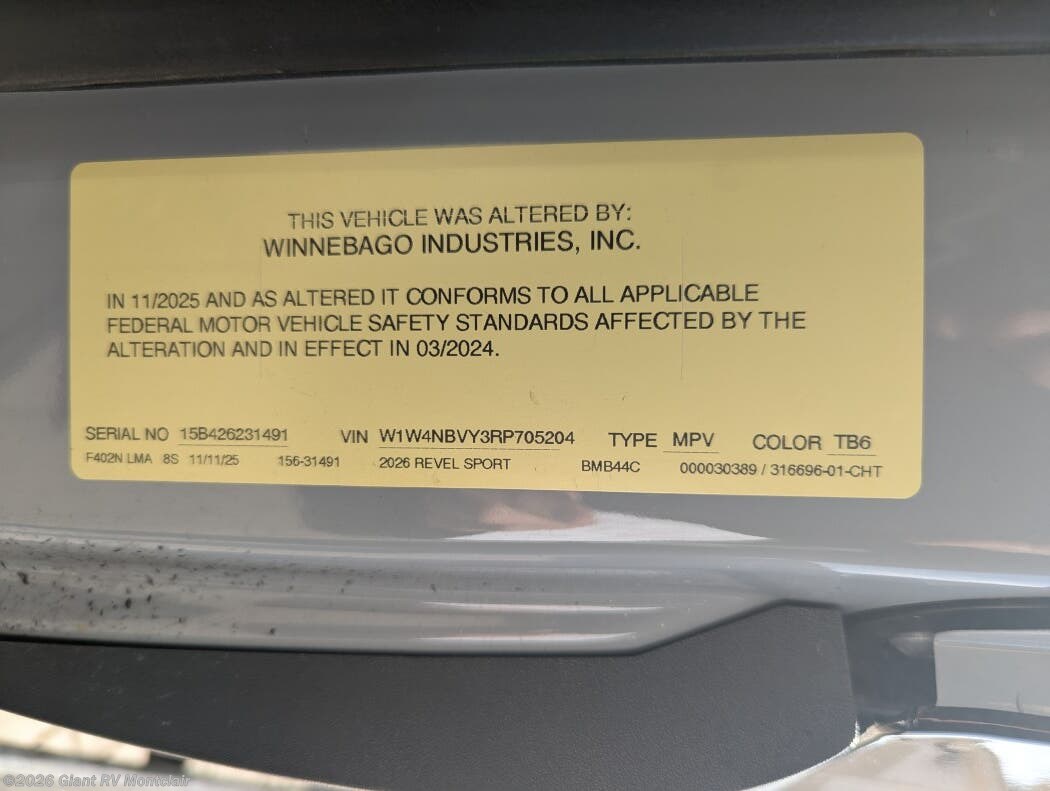 THIS VEHICLE WAS ALTERED BY:
WINNEBAGO INDUSTRIES, INC.
IN 11/2025 AND AS ALTERED IT CONFORMS TO ALL APPLICABLE
FEDERAL MOTOR VEHICLE SAFETY STANDARDS AFFECTED BY THE
ALTERATION AND IN EFFECT IN 03/2024.
SERIAL NO 15B426231491 VIN W1W4NBVY3RP705204 TYPE MPV COLOR TB6
F402N LMA 8S 11/11/25 156-31491 2026 REVEL SPORT BMB44C 000030389 / 316696-01-CHT
©2026 Giant RV Montclair